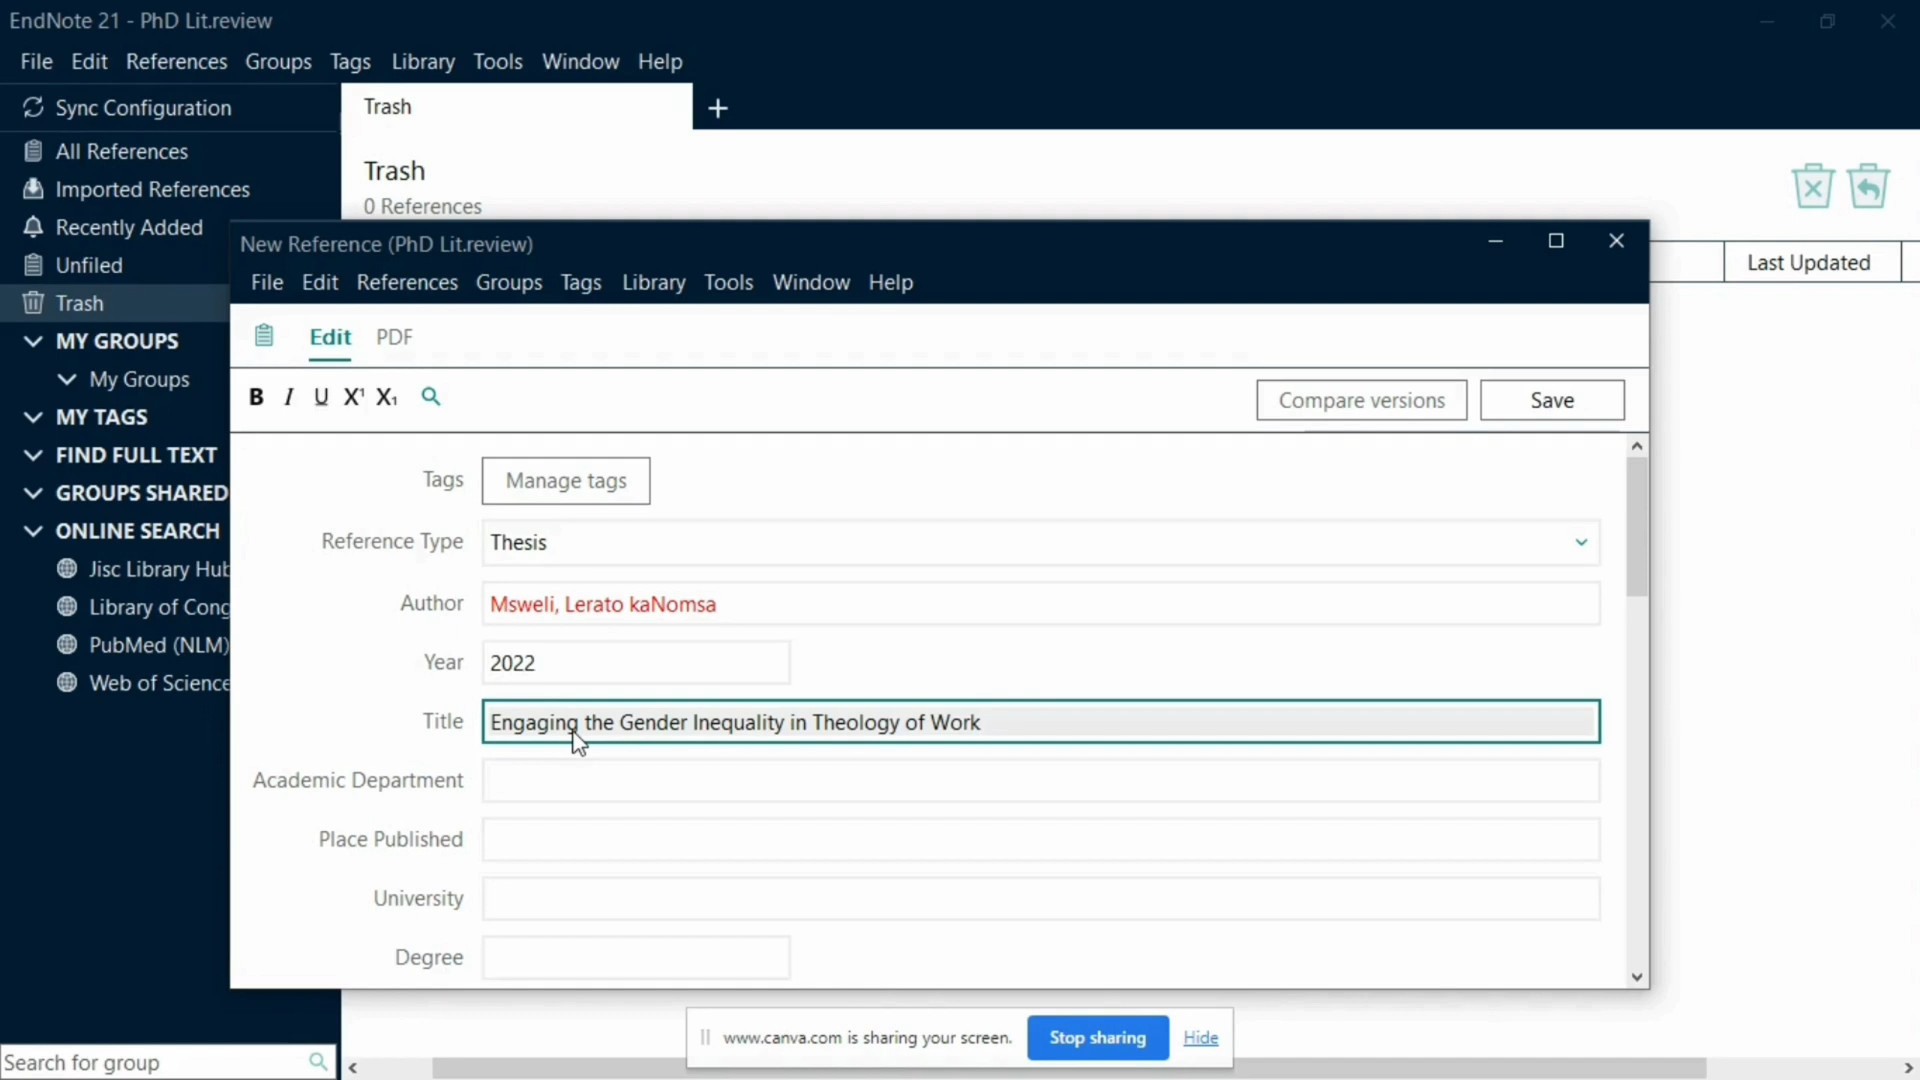 EndNote 21 - PhD Lit.review
File Edit References Groups Tags Library Tools Window Help
Sync Configuration
All References
Imported References
Recently Added
Unfiled
Trash
MY GROUPS
My Groups
MY TAGS
FIND FULL TEXT
GROUPS SHARED
ONLINE SEARCH
Jisc Library Hub
Library of Cong
PubMed (NLM)
Web of Science
Search for group
Trash
Trash
0 References
Last Updated
New Reference (PhD Lit.review)
File Edit References Groups Tags Library Tools Window Help
Edit PDF
B I U X¹ X₁
Compare versions Save
Tags Manage tags
Reference Type Thesis
Author Msweli, Lerato kaNomsa
Year 2022
Title Engaging the Gender Inequality in Theology of Work
Academic Department
Place Published
University
Degree
www.canva.com is sharing your screen. Stop sharing Hide